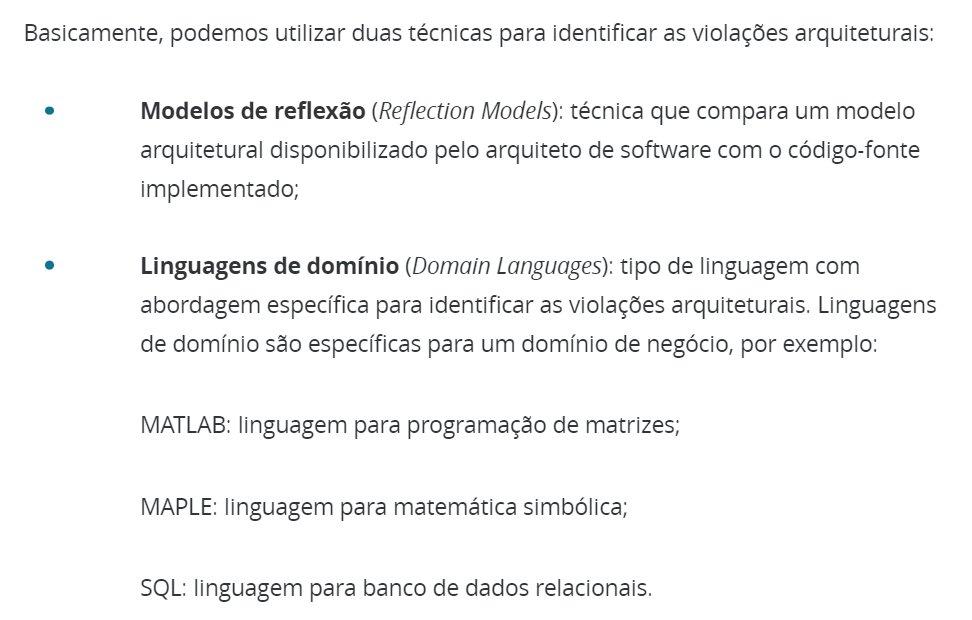 Basicamente, podemos utilizar duas técnicas para identificar as violações arquiteturais:
Modelos de reflexão (Reflection Models): técnica que compara um modelo
arquitetural disponibilizado pelo arquiteto de software com o código-fonte
implementado;
Linguagens de domínio (Domain Languages): tipo de linguagem com
abordagem específica para identificar as violações arquiteturais. Linguagens
de domínio são específicas para um domínio de negócio, por exemplo:
MATLAB: linguagem para programação de matrizes;
MAPLE: linguagem para matemática simbólica;
SQL: linguagem para banco de dados relacionais.